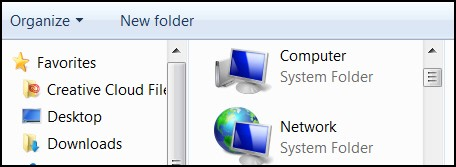 Organize New folder
Favorites
Creative Cloud File
Desktop
Downloads
Computer
System Folder
Network
System Folder